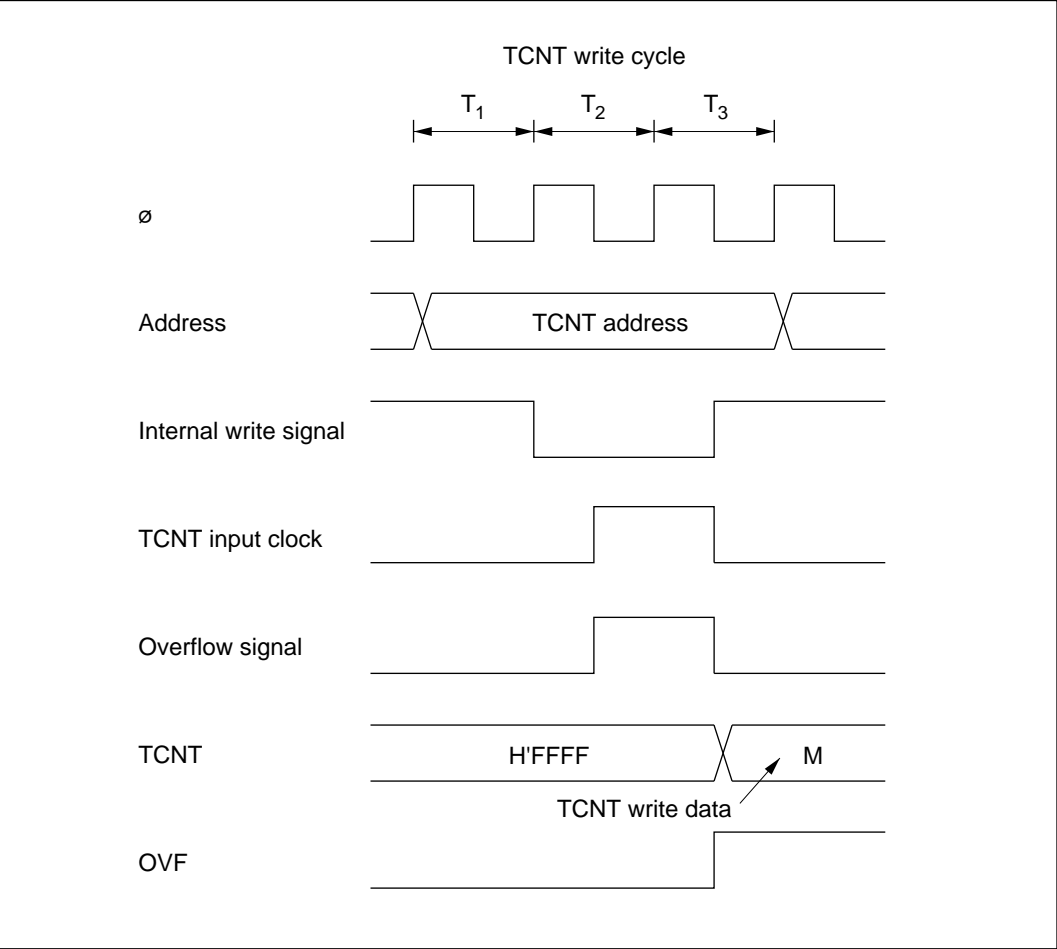 TCNT write cycle
T1 T2 T3
ø
Address TCNT address
Internal write signal
TCNT input clock
Overflow signal
TCNT H'FFFF M
TCNT write data
OVF